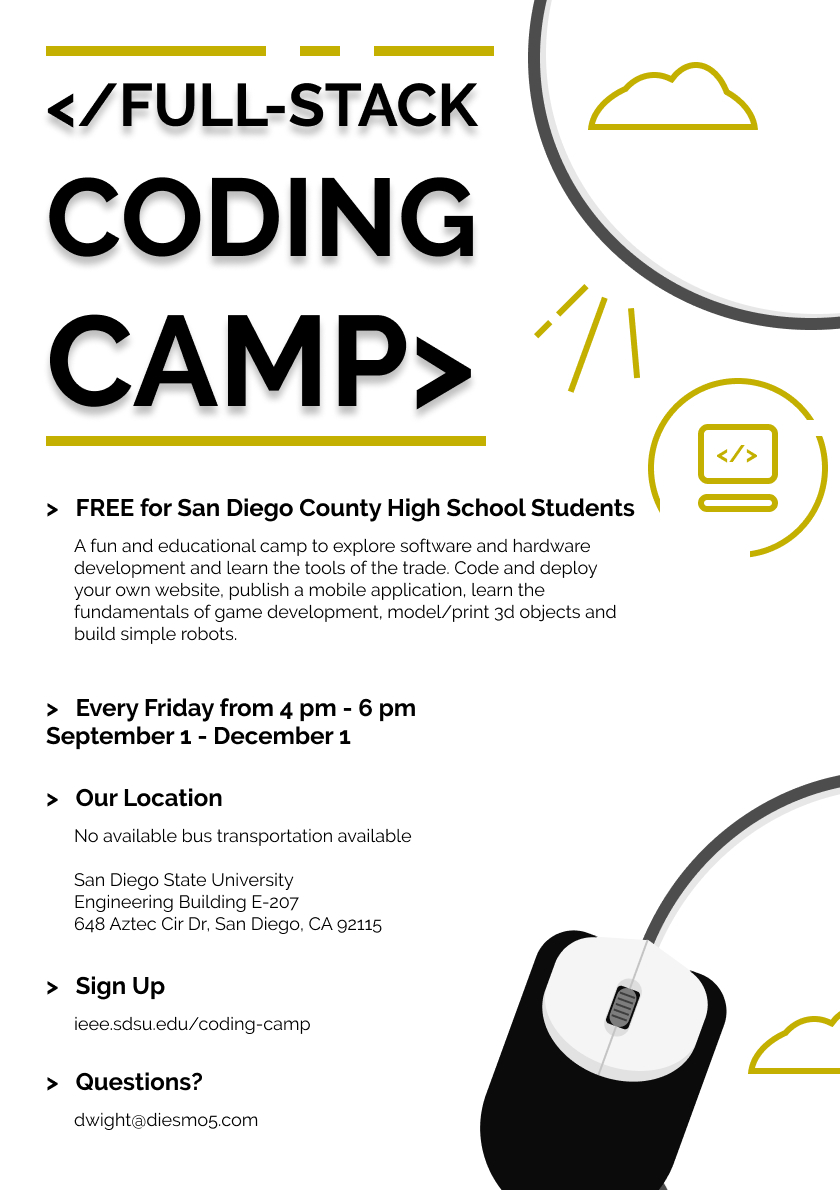 </FULL-STACK
CODING
CAMP>
</>
> FREE for San Diego County High School Students
A fun and educational camp to explore software and hardware
development and learn the tools of the trade. Code and deploy
your own website, publish a mobile application, learn the
fundamentals of game development, model/print 3d objects and
build simple robots.
> Every Friday from 4 pm - 6 pm
September 1 - December 1
> Our Location
No available bus transportation available
San Diego State University
Engineering Building E-207
648 Aztec Cir Dr, San Diego, CA 92115
> Sign Up
ieee.sdsu.edu/coding-camp
> Questions?
dwight@diesmo5.com